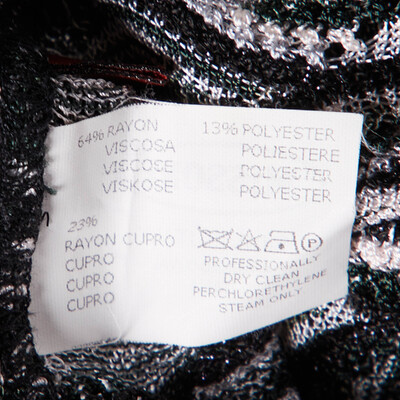 64% RAYON
VISCOSA
VISCOSE
VISKOSE
13% POLYESTER
POLIESTERE
POLYESTER
POLYESTER
23%
RAYON CUPRO
CUPRO
CUPRO
CUPRO
P
PROFESSIONALLY
DRY CLEAN
PERCHLORETHYLENE
STEAM ONLY